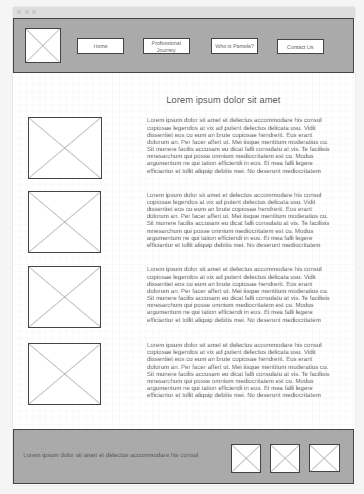 Home
Professional
Journey
Who is Pamela?
Contact Us
Lorem ipsum dolor sit amet
Lorem ipsum dolor sit amet et delectus accommodare his consul
copiosae legendos at vix ad putent delectus delicata usu. Vidit
dissentiet eos cu eum an brute copiosae hendrerit. Eos erant
dolorum an. Per facer affert ut. Mei iisque mentitum moderatius cu.
Sit munere facilis accusam eu dicat falli consulatu at vis. Te facilisis
mnesarchum qui posse omnium mediocritatem est cu. Modus
argumentum ne qui tation efficiendi in eos. Ei mea falli legere
efficiantur et tollit aliquip debitis mei. No deserunt mediocritatem
Lorem ipsum dolor sit amet et delectus accommodare his consul
copiosae legendos at vix ad putent delectus delicata usu. Vidit
dissentiet eos cu eum an brute copiosae hendrerit. Eos erant
dolorum an. Per facer affert ut. Mei iisque mentitum moderatius cu.
Sit munere facilis accusam eu dicat falli consulatu at vis. Te facilisis
mnesarchum qui posse omnium mediocritatem est cu. Modus
argumentum ne qui tation efficiendi in eos. Ei mea falli legere
efficiantur et tollit aliquip debitis mei. No deserunt mediocritatem
Lorem ipsum dolor sit amet et delectus accommodare his consul
copiosae legendos at vix ad putent delectus delicata usu. Vidit
dissentiet eos cu eum an brute copiosae hendrerit. Eos erant
dolorum an. Per facer affert ut. Mei iisque mentitum moderatius cu.
Sit munere facilis accusam eu dicat falli consulatu at vis. Te facilisis
mnesarchum qui posse omnium mediocritatem est cu. Modus
argumentum ne qui tation efficiendi in eos. Ei mea falli legere
efficiantur et tollit aliquip debitis mei. No deserunt mediocritatem
Lorem ipsum dolor sit amet et delectus accommodare his consul
copiosae legendos at vix ad putent delectus delicata usu. Vidit
dissentiet eos cu eum an brute copiosae hendrerit. Eos erant
dolorum an. Per facer affert ut. Mei iisque mentitum moderatius cu.
Sit munere facilis accusam eu dicat falli consulatu at vis. Te facilisis
mnesarchum qui posse omnium mediocritatem est cu. Modus
argumentum ne qui tation efficiendi in eos. Ei mea falli legere
efficiantur et tollit aliquip debitis mei. No deserunt mediocritatem
Lorem ipsum dolor sit amet et delectus accommodare his consul